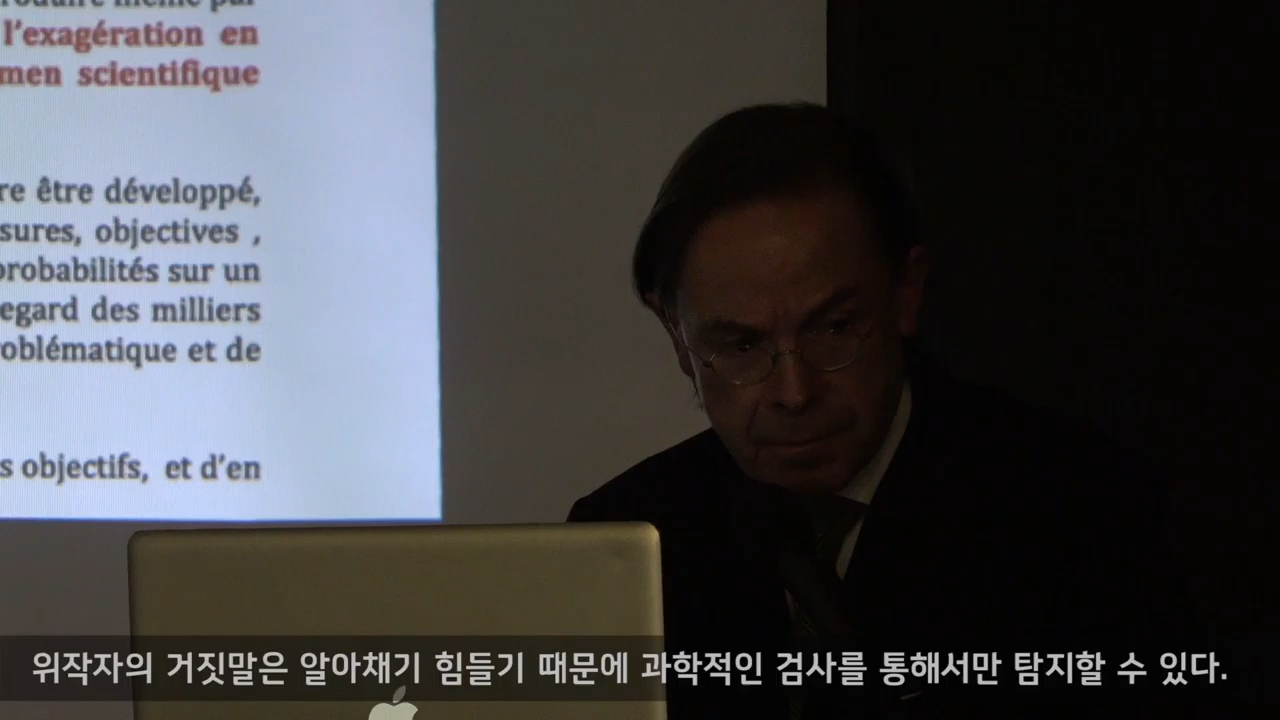 l'exagération en
men scientifique
re être développé,
sures, objectives ,
probabilités sur un
egard des milliers
oblématique et de
s objectifs, et d'en
위작자의 거짓말은 알아채기 힘들기 때문에 과학적인 검사를 통해서만 탐지할 수 있다.